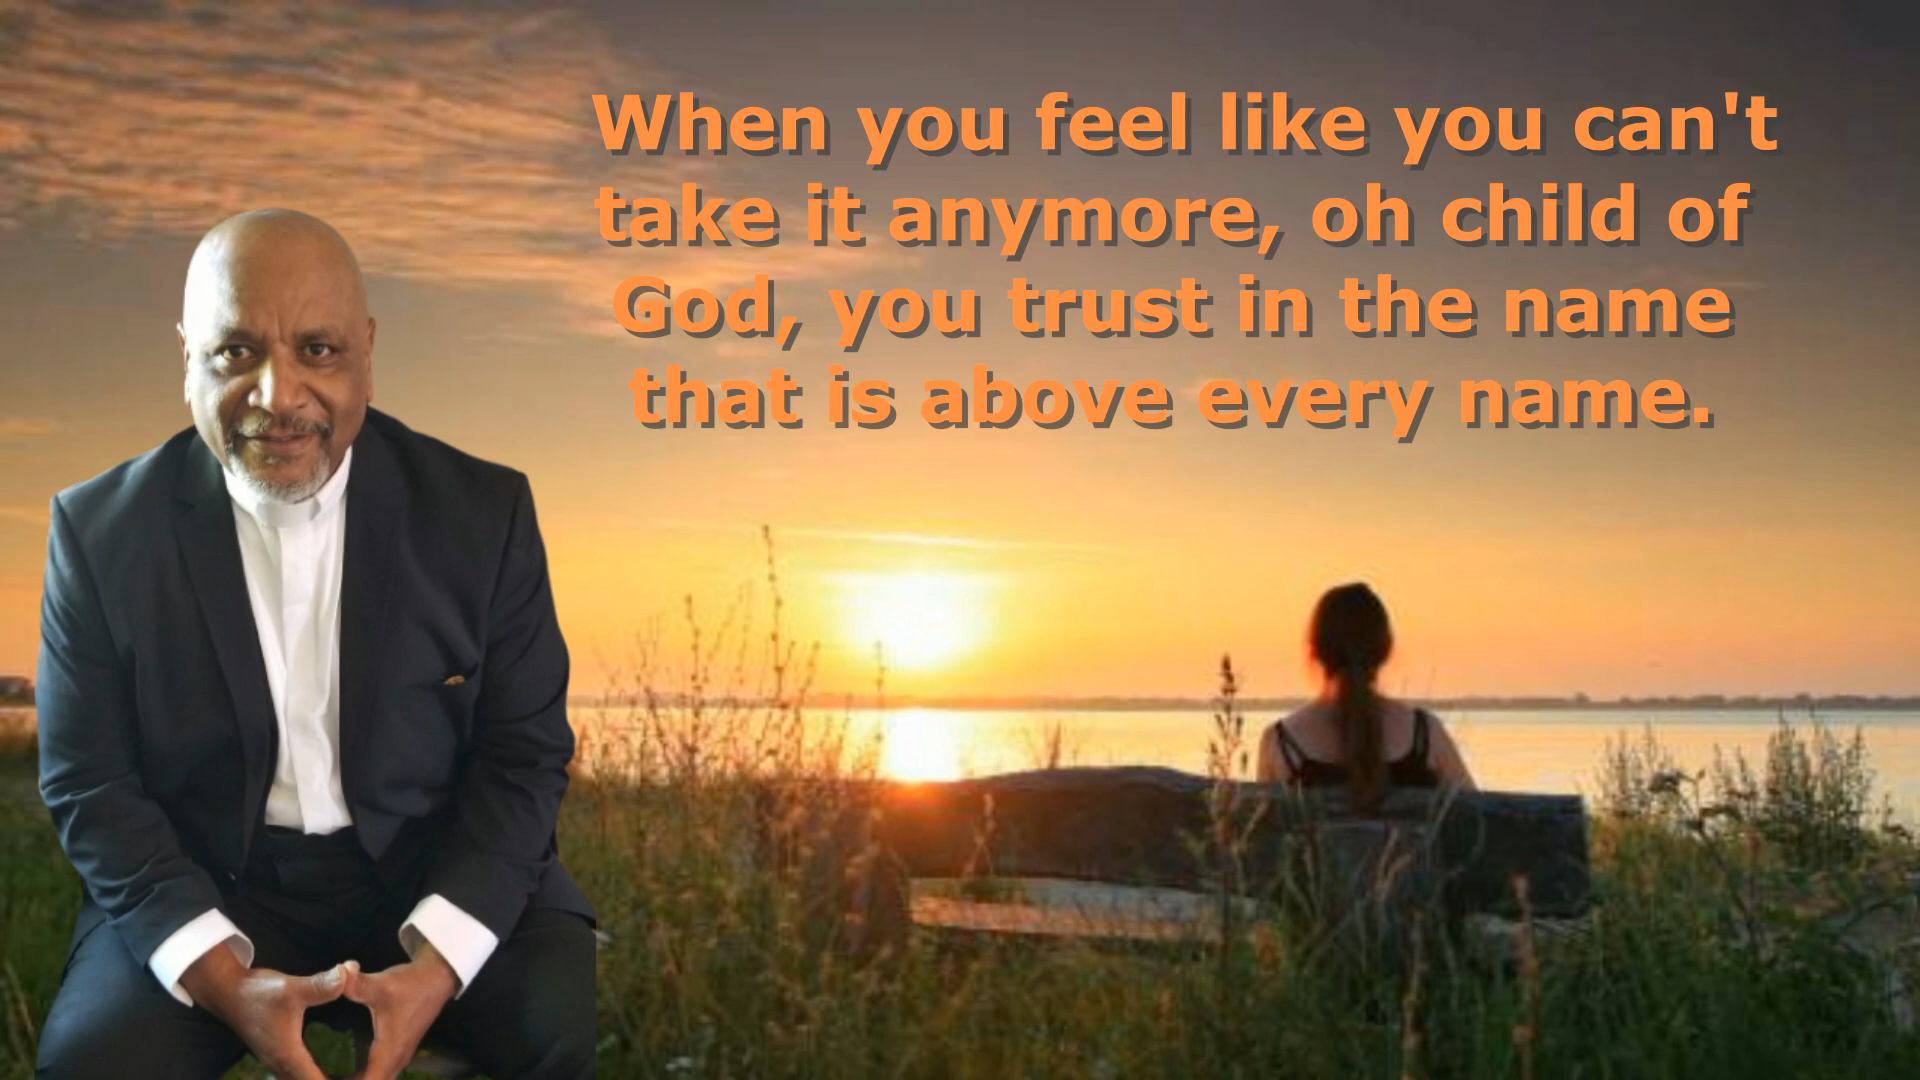 When you feel like you can't
take it anymore, oh child of
God, you trust in the name
that is above every name.